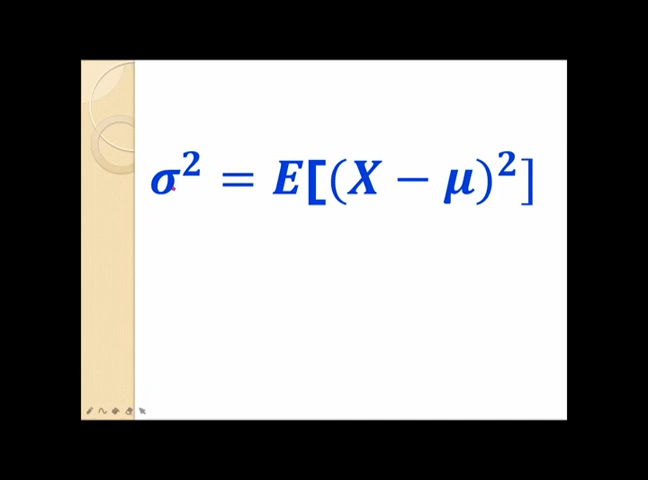 σ² = E[(X − μ)²]